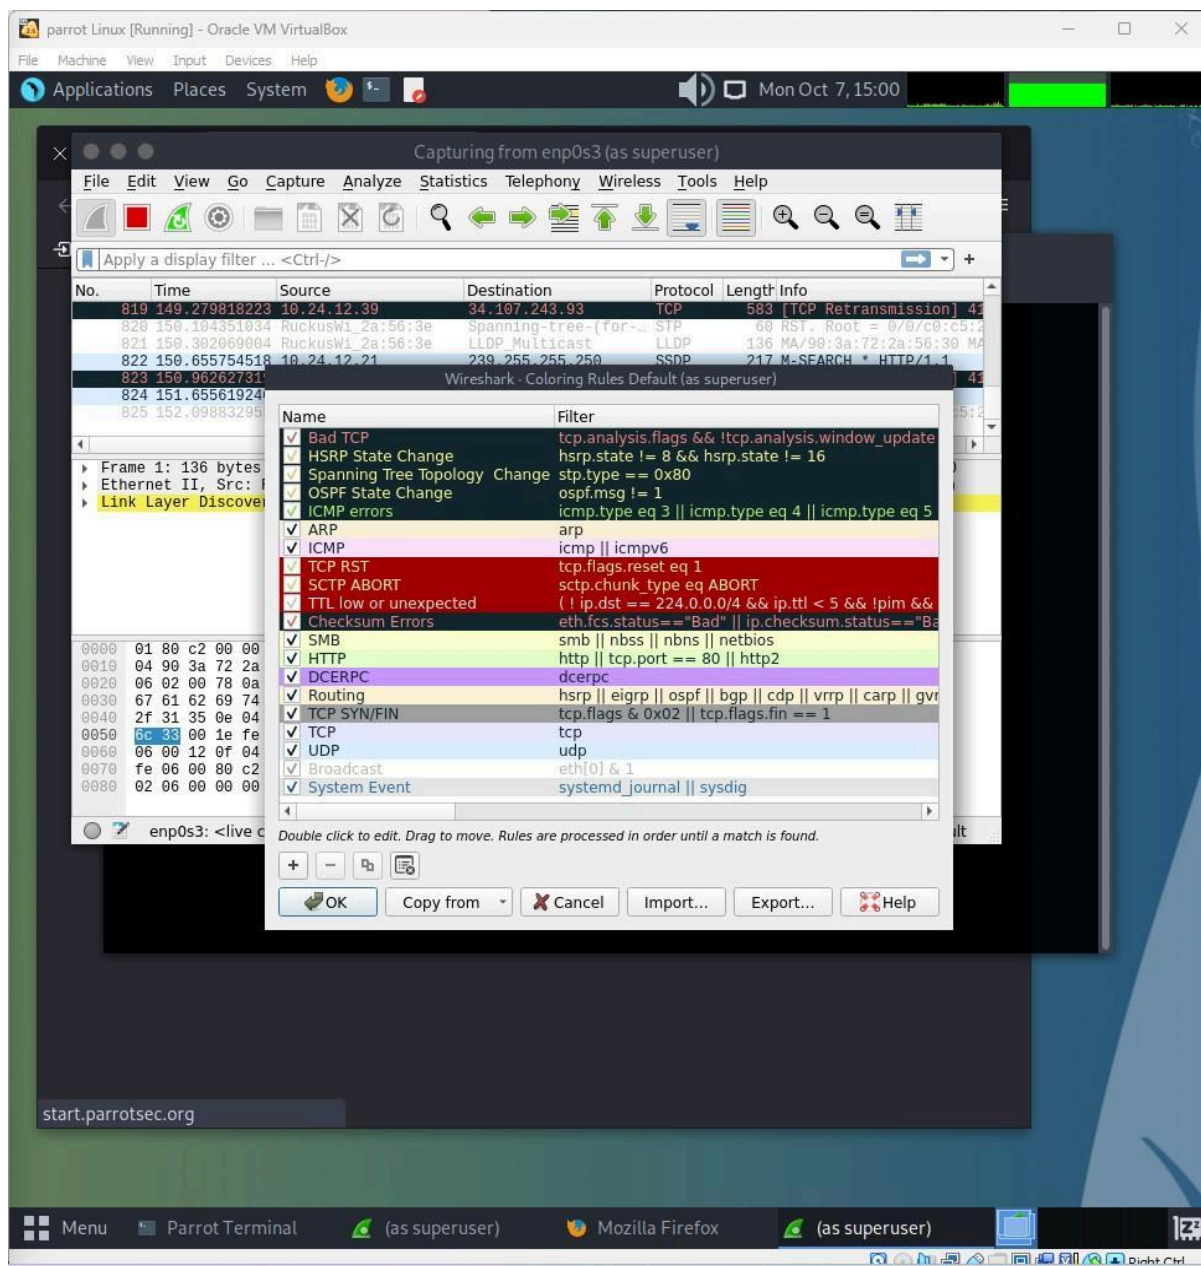 parrot Linux [Running] - Oracle VM VirtualBox
File Machine View Input Devices Help
Applications Places System Mon Oct 7, 15:00
Capturing from enp0s3 (as superuser)
File Edit View Go Capture Analyze Statistics Telephony Wireless Tools Help
Apply a display filter ... <Ctrl-/>
No. Time Source Destination Protocol Length Info
819 149.279818223 10.24.12.39 34.107.243.93 TCP 583 [TCP Retransmission] 41
820 150.104351034 RuckusWi_2a:56:3e Spanning-tree-(for-… STP 60 RST. Root = 0/0/c0:c5:2
821 150.302069004 RuckusWi_2a:56:3e LLDP_Multicast LLDP 136 MA/90:3a:72:2a:56:30 MA
822 150.655754518 10.24.12.21 239.255.255.250 SSDP 217 M-SEARCH * HTTP/1.1
823 150.96262731 41
824 151.65561924
825 152.09883295 c5:2
Frame 1: 136 bytes
Ethernet II, Src:
Link Layer Discove
Wireshark · Coloring Rules Default (as superuser)
Name Filter
Bad TCP tcp.analysis.flags && !tcp.analysis.window_update
HSRP State Change hsrp.state != 8 && hsrp.state != 16
Spanning Tree Topology Change stp.type == 0x80
OSPF State Change ospf.msg != 1
ICMP errors icmp.type eq 3 || icmp.type eq 4 || icmp.type eq 5
ARP arp
ICMP icmp || icmpv6
TCP RST tcp.flags.reset eq 1
SCTP ABORT sctp.chunk_type eq ABORT
TTL low or unexpected ( ! ip.dst == 224.0.0.0/4 && ip.ttl < 5 && !pim &&
Checksum Errors eth.fcs.status=="Bad" || ip.checksum.status=="Ba
SMB smb || nbss || nbns || netbios
HTTP http || tcp.port == 80 || http2
DCERPC dcerpc
Routing hsrp || eigrp || ospf || bgp || cdp || vrrp || carp || gvr
TCP SYN/FIN tcp.flags & 0x02 || tcp.flags.fin == 1
TCP tcp
UDP udp
Broadcast eth[0] & 1
System Event systemd_journal || sysdig
Double click to edit. Drag to move. Rules are processed in order until a match is found.
OK Copy from Cancel Import... Export... Help
0000 01 80 c2 00 00
0010 04 90 3a 72 2a
0020 06 02 00 78 0a
0030 67 61 62 69 74
0040 2f 31 35 0e 04
0050 6c 33 00 1e fe
0060 06 00 12 0f 04
0070 fe 06 00 80 c2
0080 02 06 00 00 00
enp0s3: <live c ult
start.parrotsec.org
Menu Parrot Terminal (as superuser) Mozilla Firefox (as superuser)
Right Ctrl